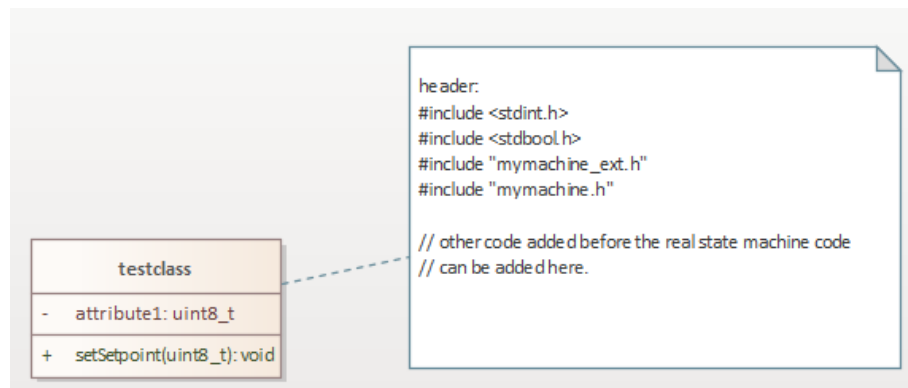 header:
#include <stdint.h>
#include <stdbool.h>
#include "mymachine_ext.h"
#include "mymachine.h"
// other code added before the real state machine code
// can be added here.
testclass
- attribute1: uint8_t
+ setSetpoint(uint8_t): void